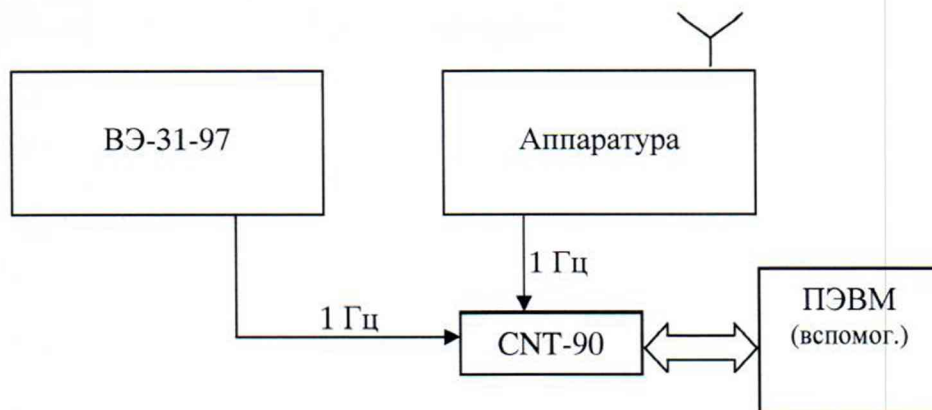 ВЭ-31-97
Аппаратура
1 Гц
1 Гц
CNT-90
ПЭВМ
(вспомог.)